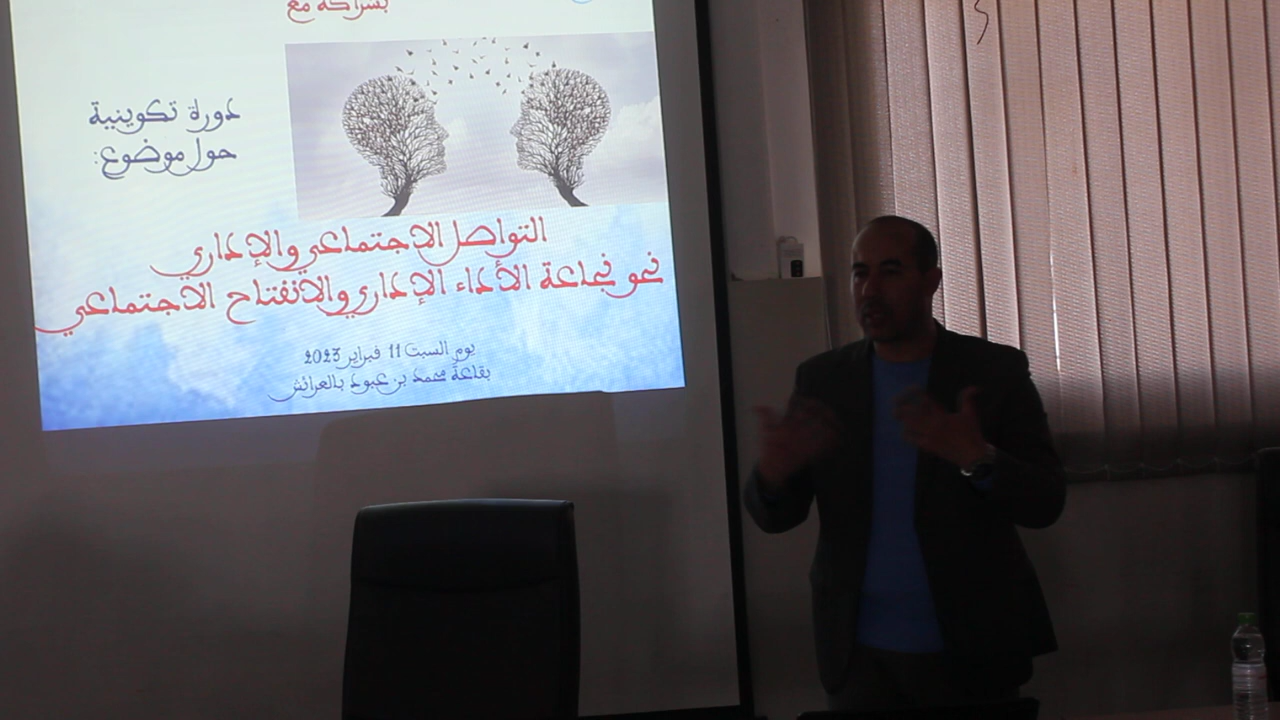 بشراكة مع
دورة تكوينية
حول موضوع:
التواصل الاجتماعي والإداري
نحو نجاعة الأداء الإداري والانفتاح الاجتماعي
يوم السبت 11 فبراير 2023
بقاعة محمد بن عبود بالعرائش